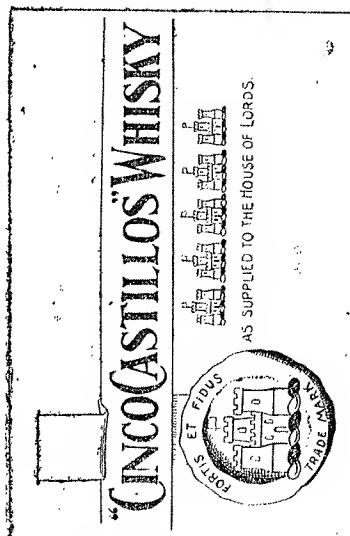 "CINCO CASTILLOS" WHISKY
AS SUPPLIED TO THE HOUSE OF LORDS.
FORTIS ET FIDUS
TRADE MARK